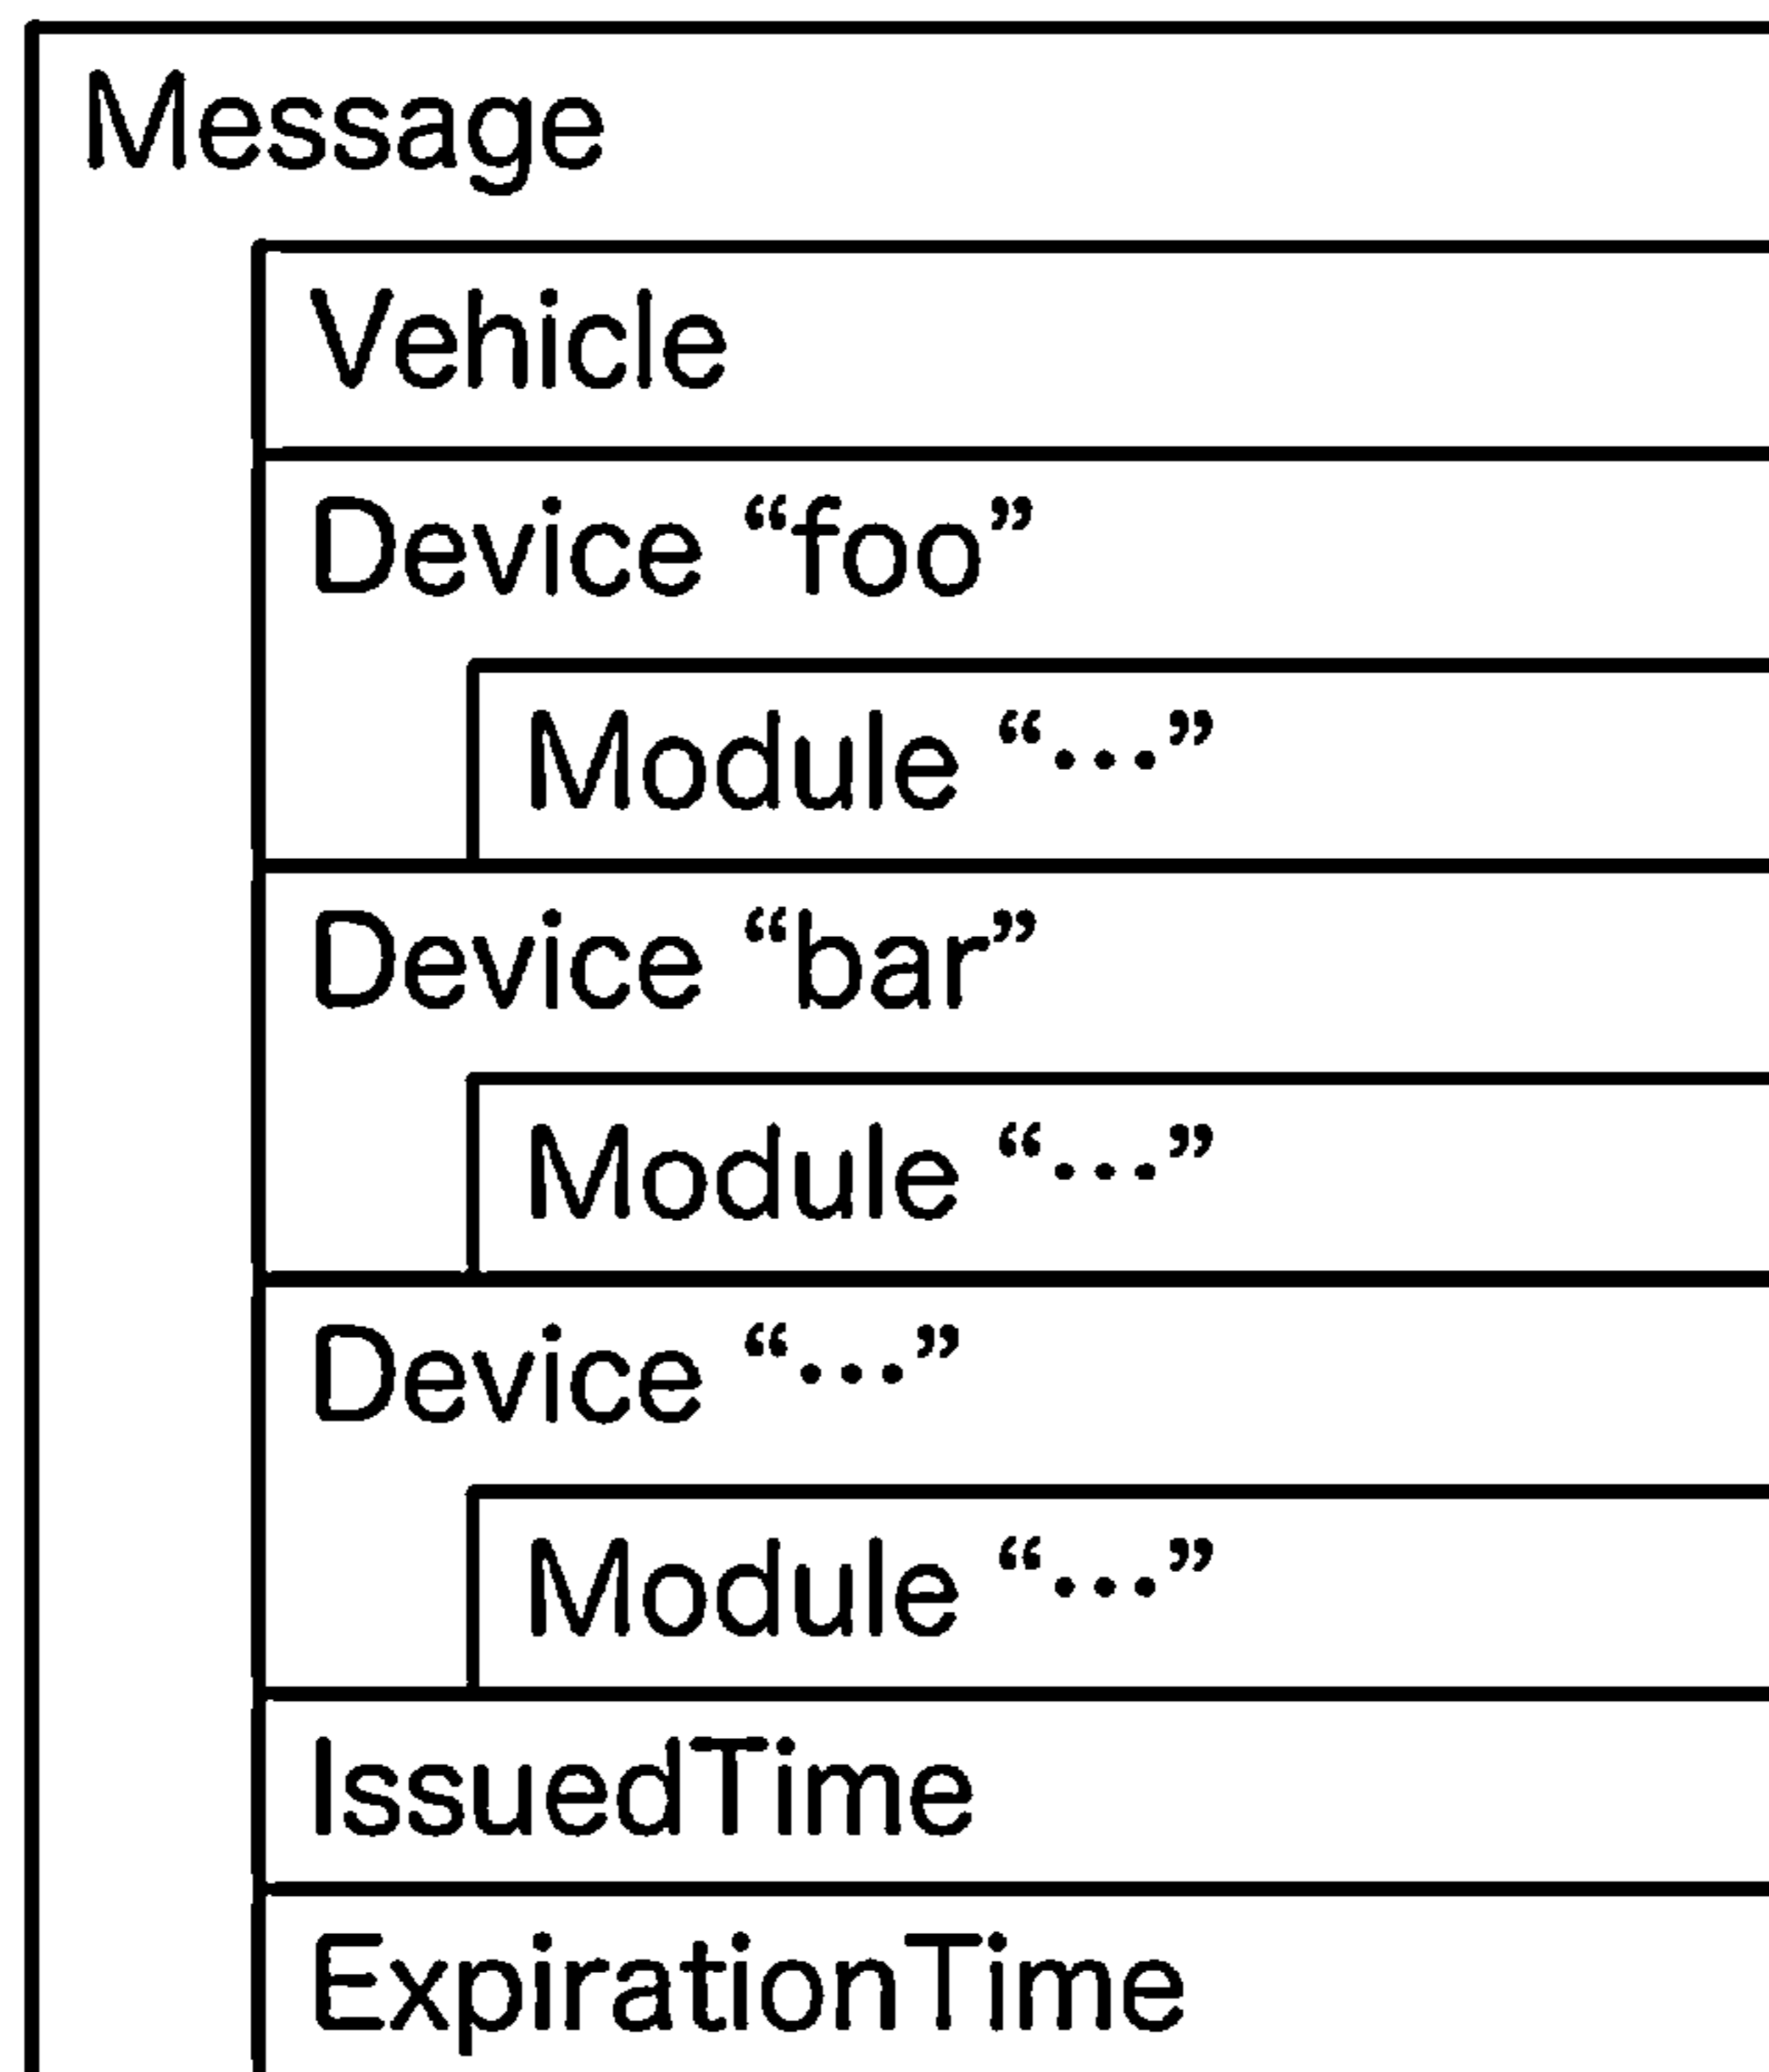 Message
Vehicle
Device “foo”
Module “···”
Device “bar”
Module “···”
Device “···”
Module “···”
IssuedTime
ExpirationTime